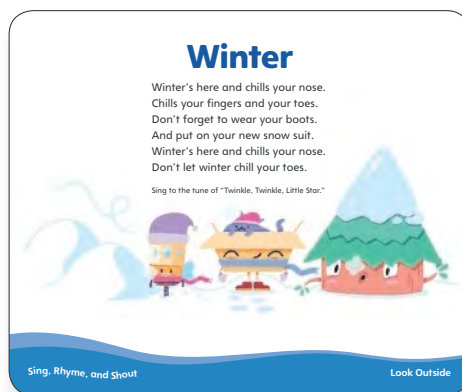 Winter
Winter's here and chills your nose.
Chills your fingers and your toes.
Don't forget to wear your boots.
And put on your new snow suit.
Winter's here and chills your nose.
Don't let winter chill your toes.
Sing to the tune of "Twinkle, Twinkle, Little Star."
Sing, Rhyme, and Shout
Look Outside